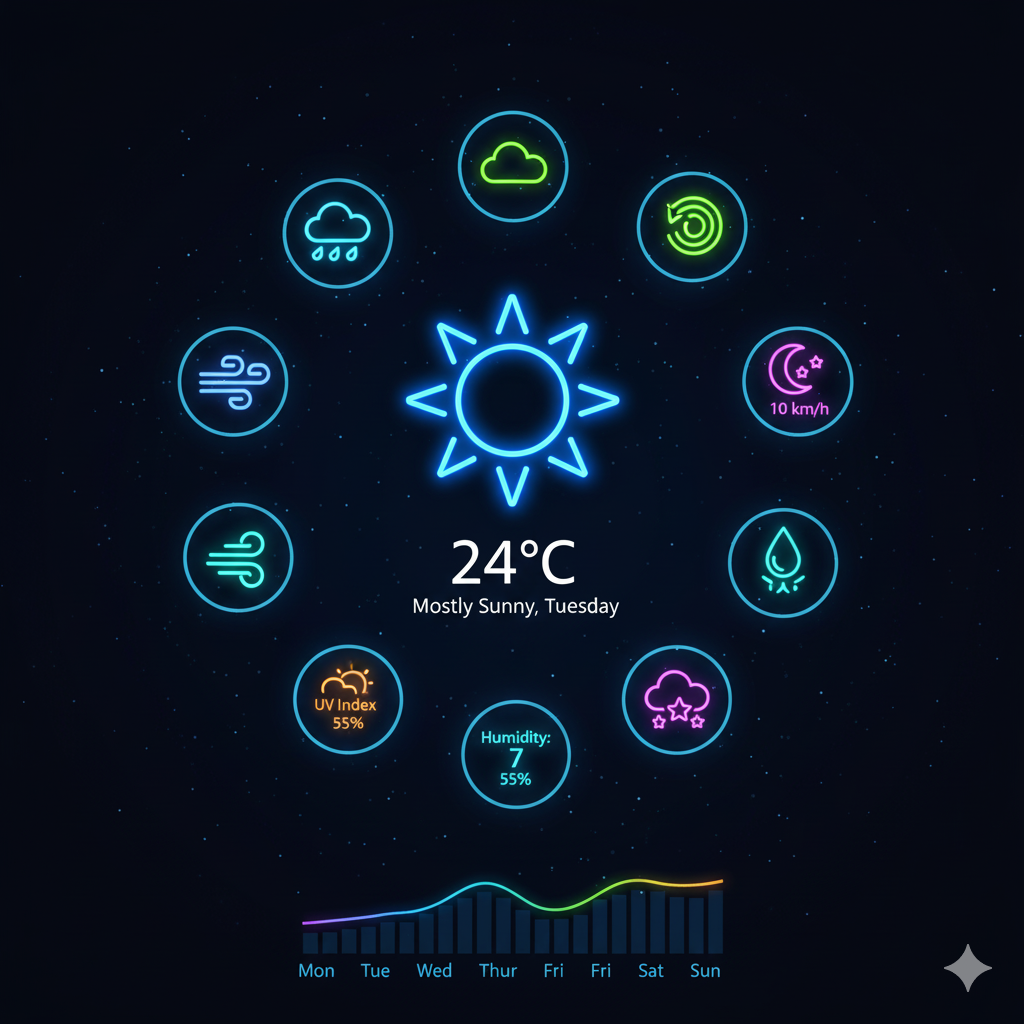 10 km/h
24°C
Mostly Sunny, Tuesday
UV Index
55%
Humidity:
7
55%
Mon Tue Wed Thur Fri Fri Sat Sun